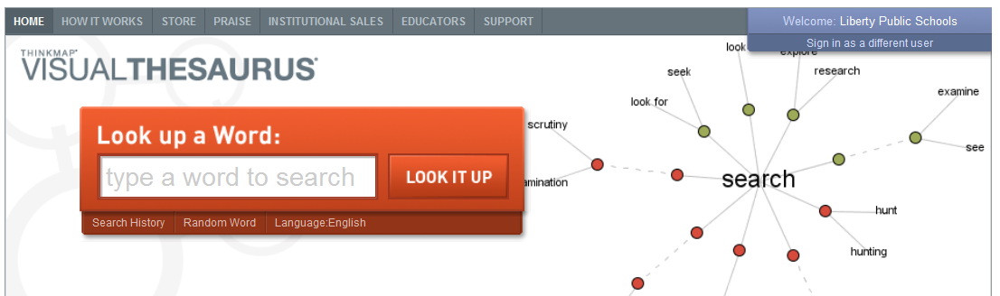 HOME HOW IT WORKS STORE PRAISE INSTITUTIONAL SALES EDUCATORS SUPPORT
Welcome: Liberty Public Schools
Sign in as a different user
THINKMAP®
VISUALTHESAURUS®
Look up a Word:
type a word to search
LOOK IT UP
Search History Random Word Language:English
look
explore
seek
research
look for
examine
scrutiny
see
amination
search
hunt
hunting